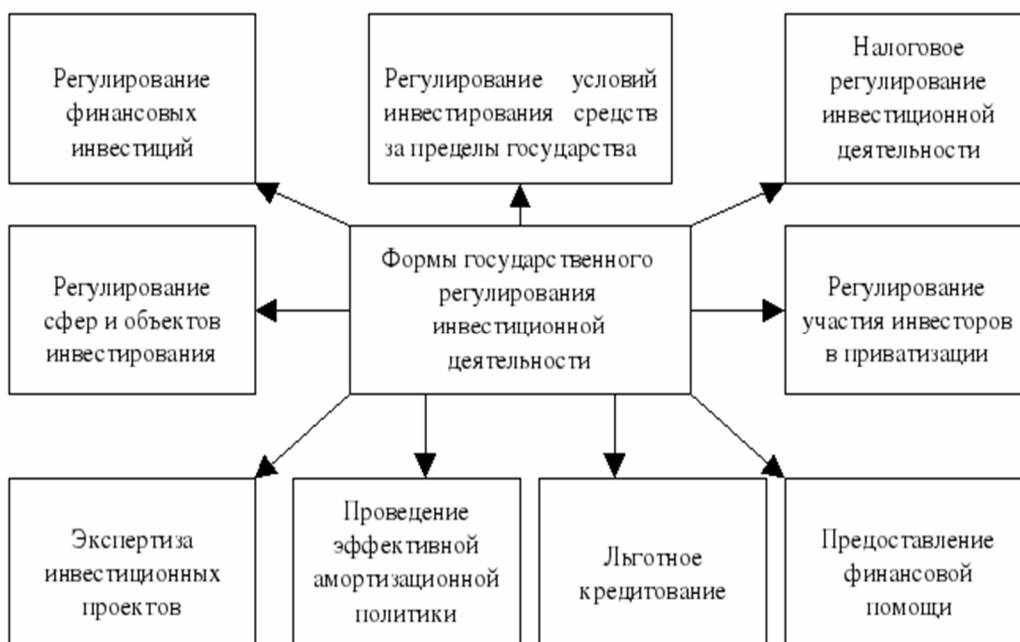 Регулирование
финансовых
инвестиций
Регулирование условий
инвестирования средств
за пределы государства
Налоговое
регулирование
инвестиционной
деятельности
Регулирование
сфер и объектов
инвестирования
Формы государственного
регулирования
инвестиционной
деятельности
Регулирование
участия инвесторов
в приватизации
Экспертиза
инвестиционных
проектов
Проведение
эффективной
амортизационной
политики
Льготное
кредитование
Предоставление
финансовой
помощи